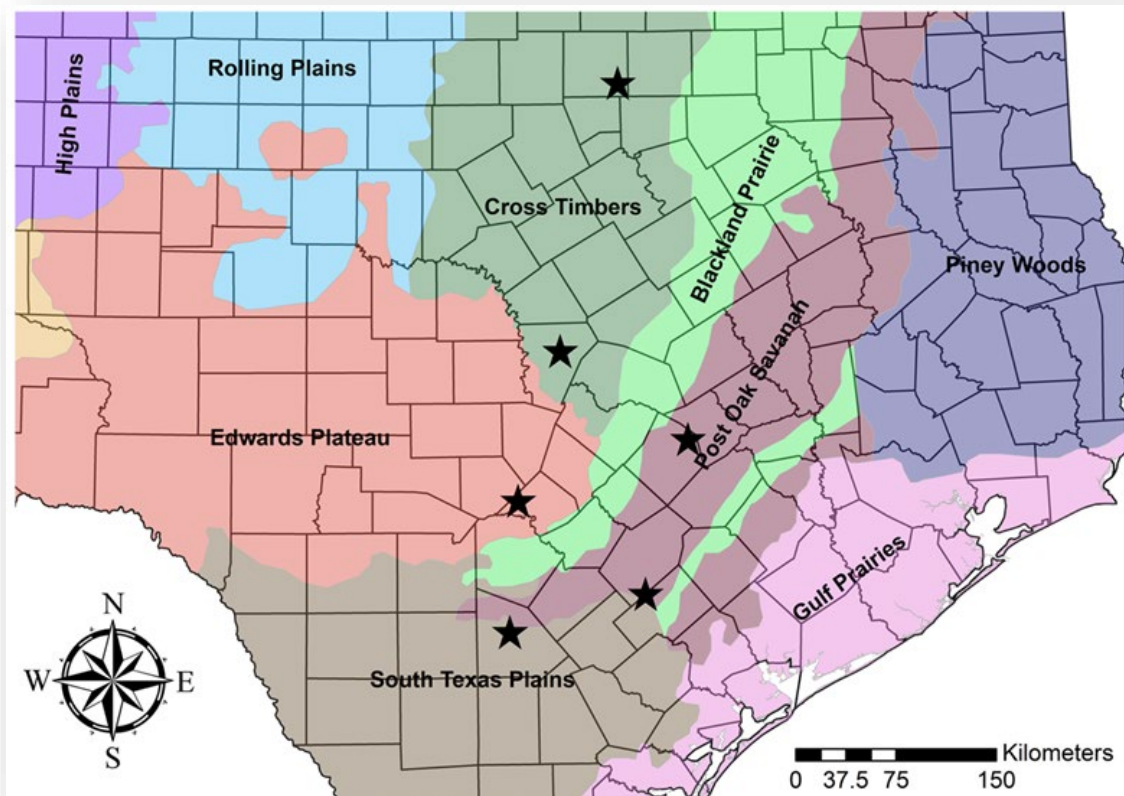 High Plains
Rolling Plains
Cross Timbers
Blackland Prairie
Piney Woods
Post Oak Savanah
Edwards Plateau
Gulf Prairies
South Texas Plains
N
W E
S
Kilometers
0 37.5 75 150